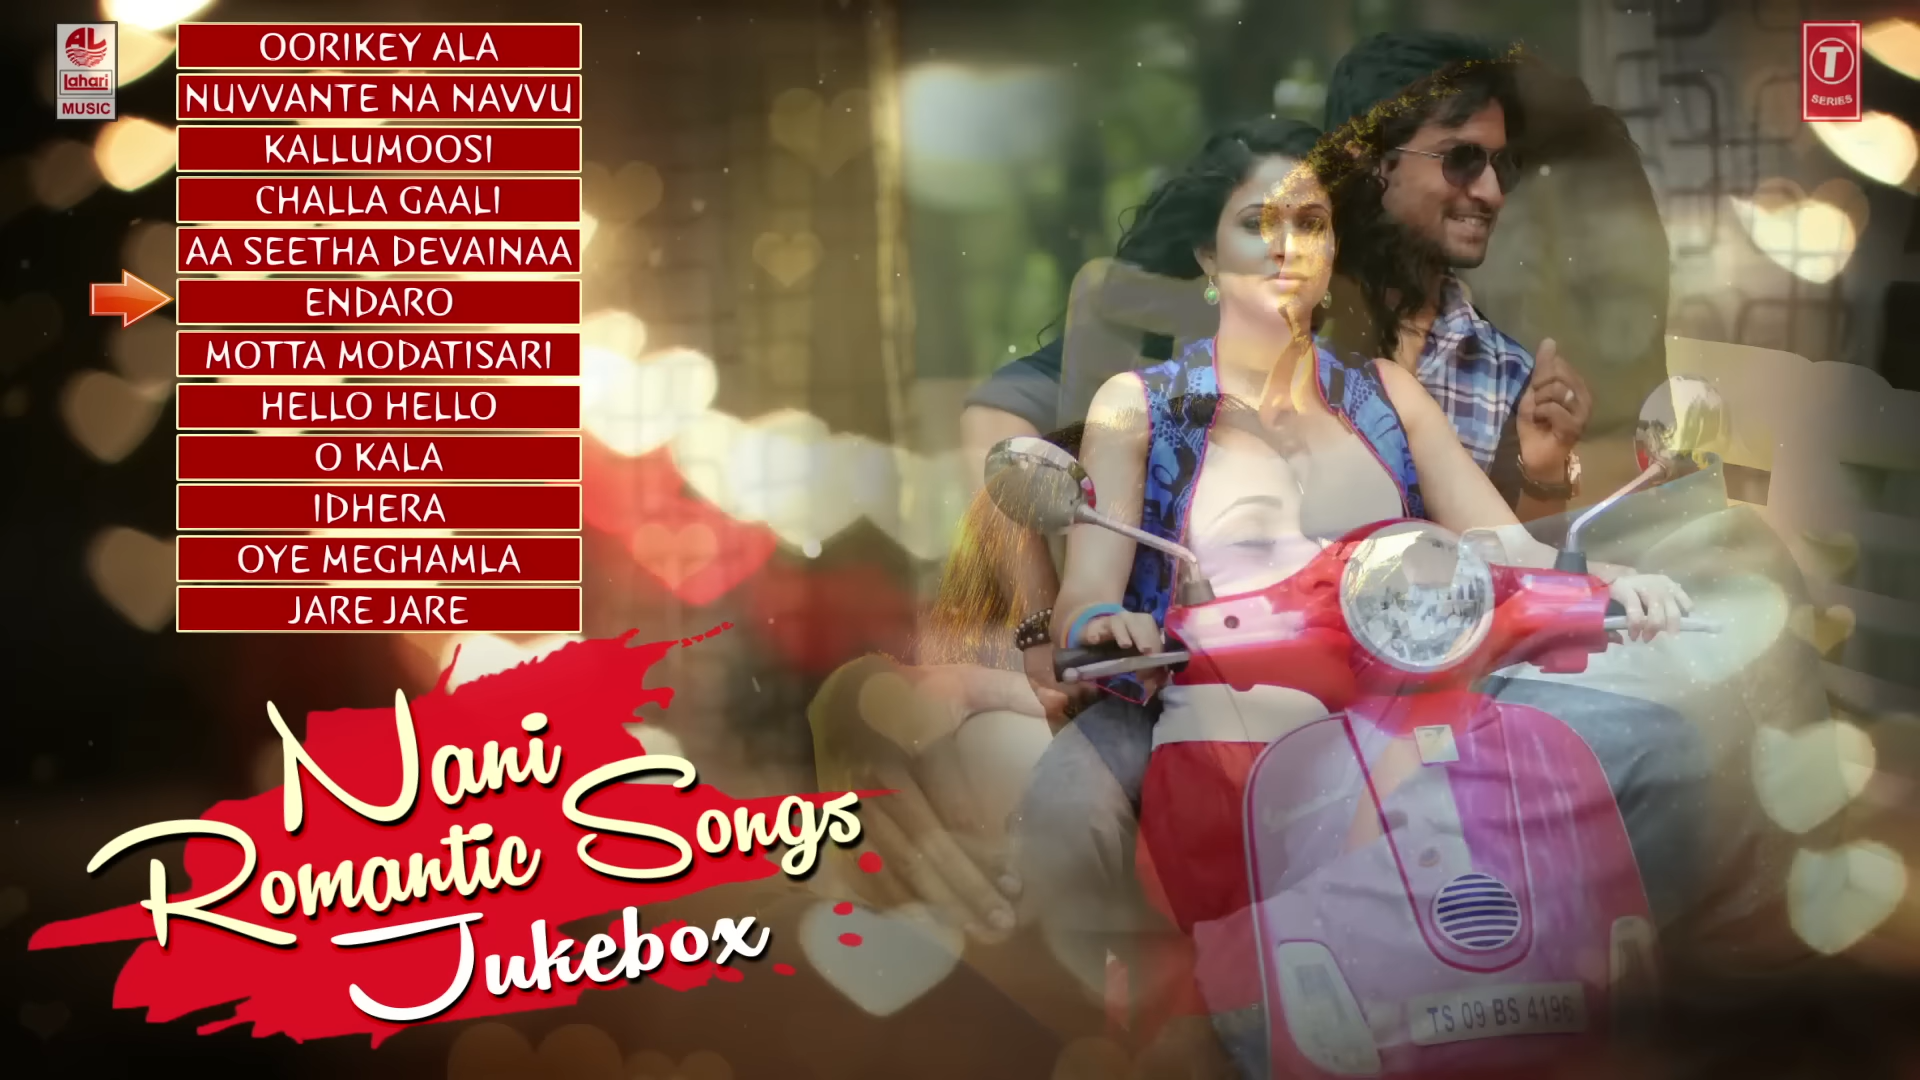 AL
lahari
MUSIC
OORIKEY ALA
NUVVANTE NA NAVVU
KALLUMOOSI
CHALLA GAALI
AA SEETHA DEVAINAA
ENDARO
MOTTA MODATISARI
HELLO HELLO
O KALA
IDHERA
OYE MEGHAMLA
JARE JARE
Nani
Romantic Songs
Jukebox
T
SERIES
TS 09 BS 4196